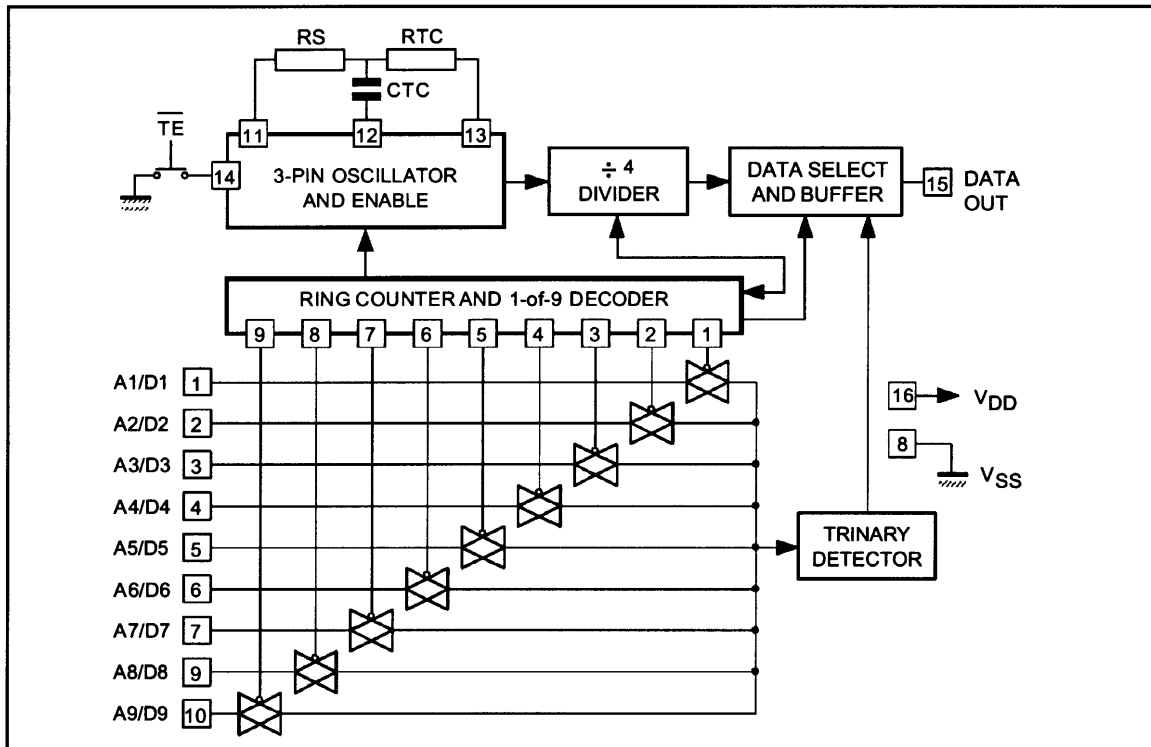 RS RTC
CTC
TE
11 12 13
14
3-PIN OSCILLATOR
AND ENABLE
÷ 4
DIVIDER
DATA SELECT
AND BUFFER
15 DATA
OUT
RING COUNTER AND 1-of-9 DECODER
9 8 7 6 5 4 3 2 1
A1/D1 1
A2/D2 2
A3/D3 3
A4/D4 4
A5/D5 5
A6/D6 6
A7/D7 7
A8/D8 9
A9/D9 10
16 VDD
8 VSS
TRINARY
DETECTOR